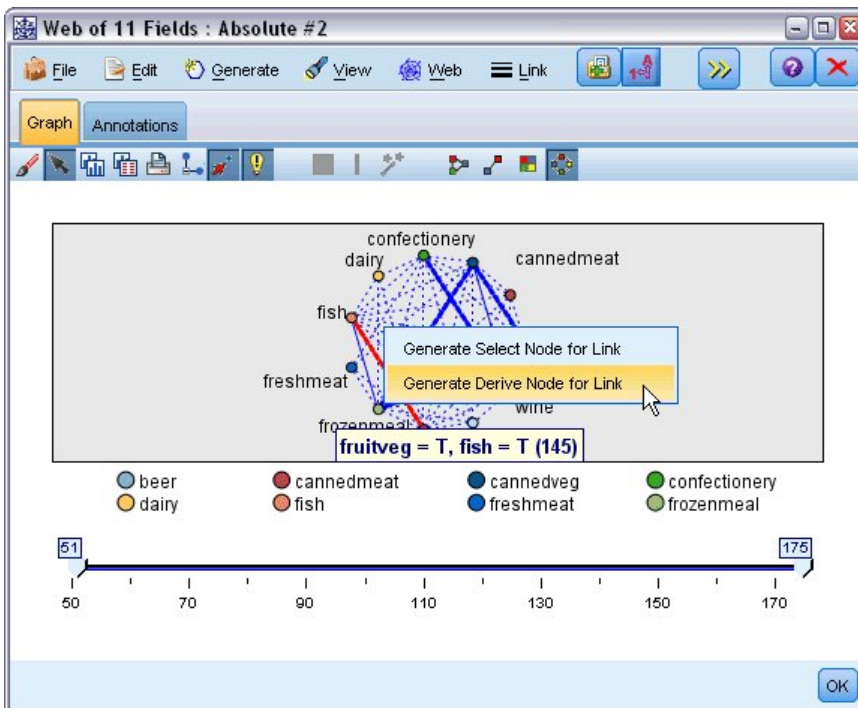 Web of 11 Fields : Absolute #2
File Edit Generate View Web Link
Graph Annotations
confectionery
dairy cannedmeat
fish
Generate Select Node for Link
freshmeat Generate Derive Node for Link
wine
frozenmeal
fruitveg = T, fish = T (145)
beer cannedmeat cannedveg confectionery
dairy fish freshmeat frozenmeal
51 175
50 70 90 110 130 150 170
OK